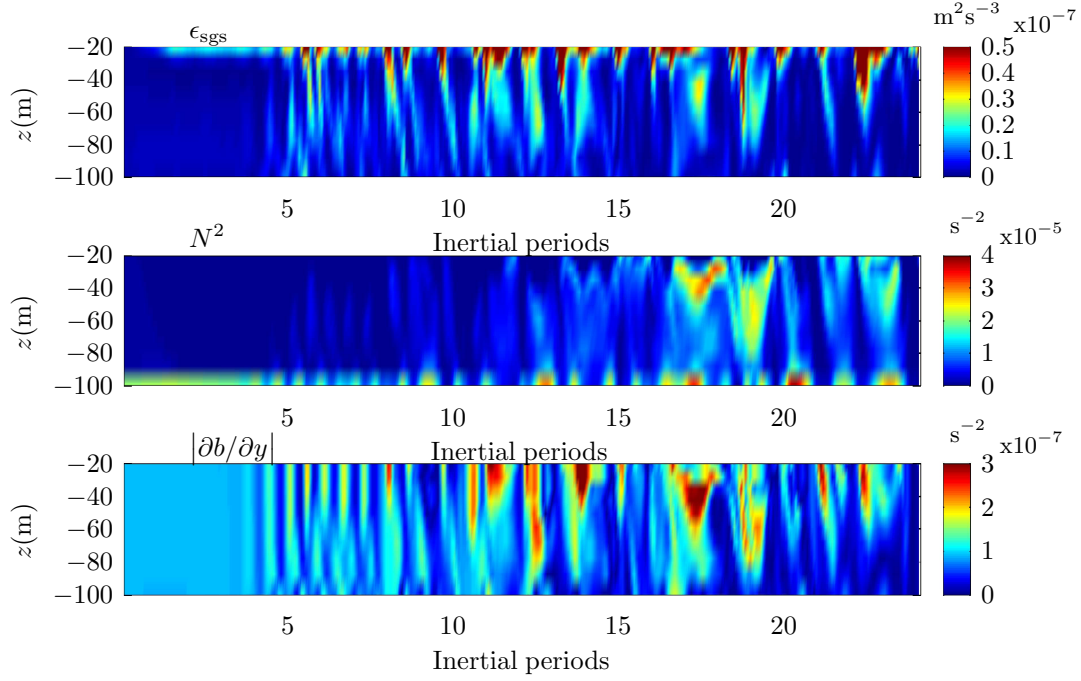 ϵsgs
m²s⁻³ x10⁻⁷
−20
−40
−60
−80
−100
z(m)
0.5
0.4
0.3
0.2
0.1
0
5 10 15 20
Inertial periods
N²
s⁻² x10⁻⁵
−20
−40
−60
−80
−100
z(m)
4
3
2
1
0
5 10 15 20
Inertial periods
|∂b/∂y|
s⁻² x10⁻⁷
−20
−40
−60
−80
−100
z(m)
3
2
1
0
5 10 15 20
Inertial periods